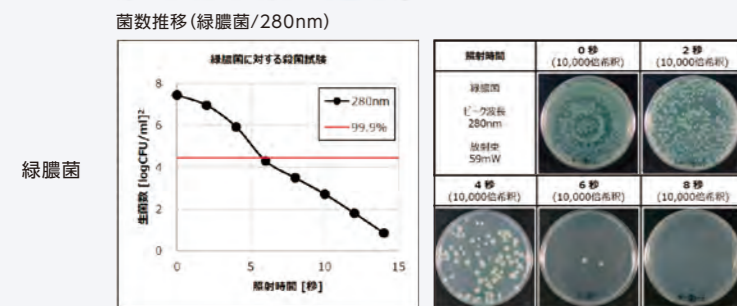 菌数推移(緑膿菌/280nm)
緑膿菌
緑膿菌に対する殺菌試験
生菌数 [logCFU/ml]²
8
6
4
2
0
0
5
10
15
照射時間 [秒]
280nm
99.9%
照射時間
0 秒
(10,000倍希釈)
2 秒
(10,000倍希釈)
緑膿菌
ピーク波長
280nm
放射束
59mW
4 秒
(10,000倍希釈)
6 秒
(10,000倍希釈)
8 秒
(10,000倍希釈)